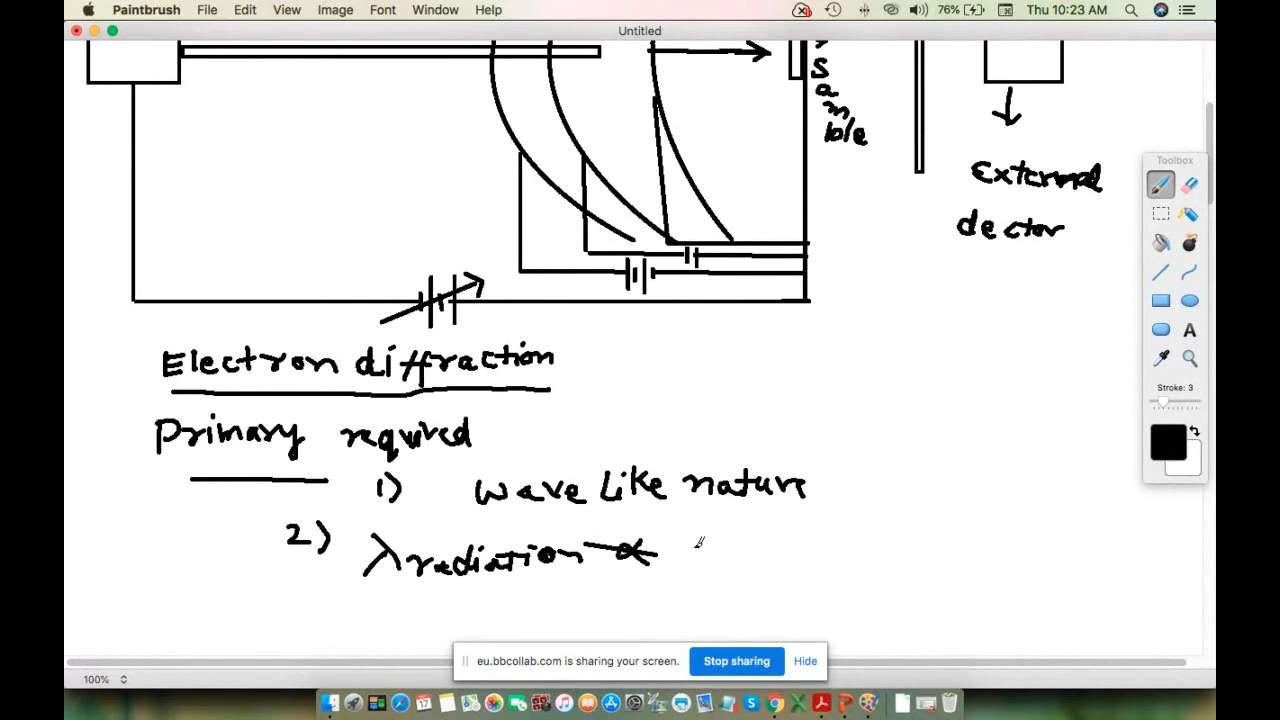 Paintbrush File Edit View Image Font Window Help 76% Thu 10:23 AM
Untitled
Samble
External
dector
Toolbox
A
Stroke: 3
Electron diffraction
Primary required
1) wave Like nature
2) λ radiation α
eu.bbcollab.com is sharing your screen. Stop sharing Hide
100%